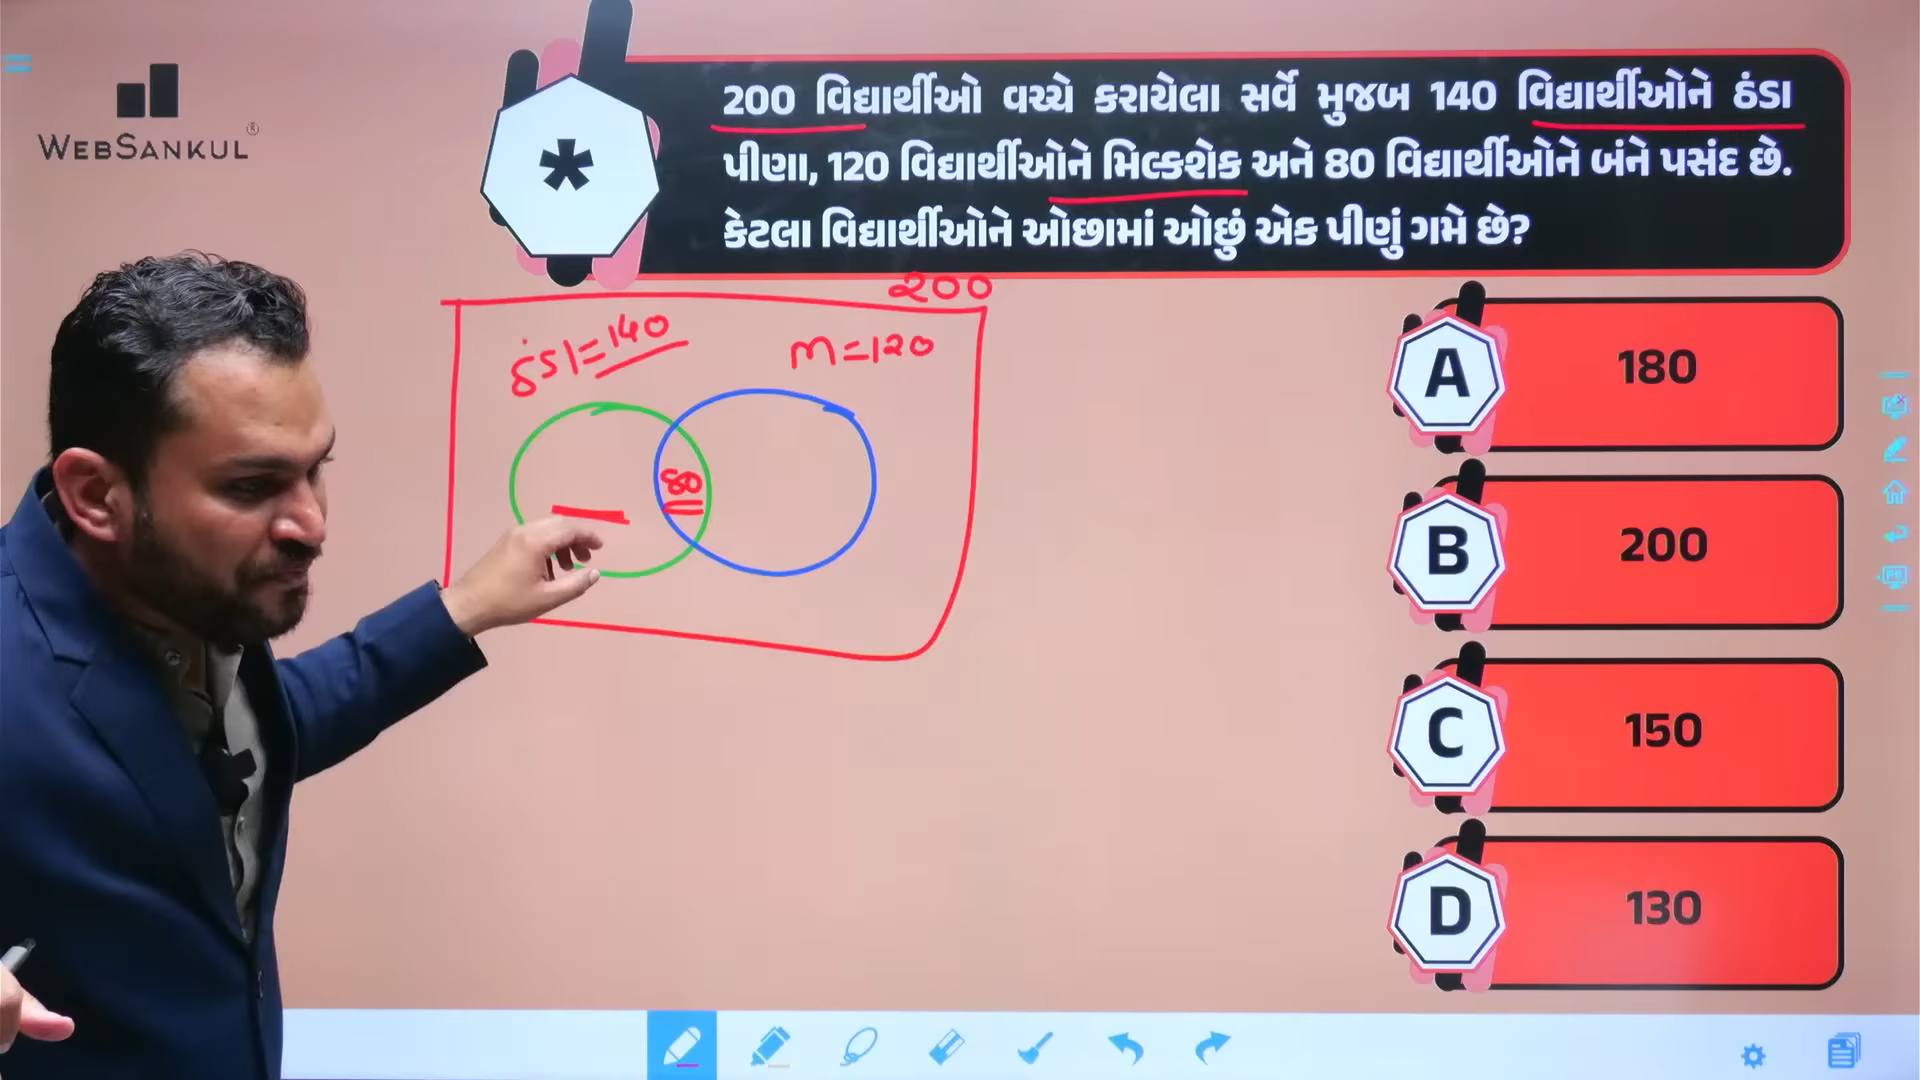 WEBSANKUL®
*
200 વિદ્યાર્થીઓ વચ્ચે કરાયેલા સર્વે મુજબ 140 વિદ્યાર્થીઓને ઠંડા
પીણા, 120 વિદ્યાર્થીઓને મિલ્કશેક અને 80 વિદ્યાર્થીઓને બંને પસંદ છે.
કેટલા વિદ્યાર્થીઓને ઓછામાં ઓછું એક પીણું ગમે છે?
200
ઠંડા=140
m=120
80
A 180
B 200
C 150
D 130